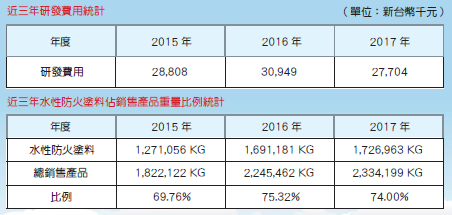 近三年研發費用統計 （單位：新台幣千元）
年度 2015 年 2016 年 2017 年
研發費用 28,808 30,949 27,704
近三年水性防火塗料佔銷售產品重量比例統計
年度 2015 年 2016 年 2017 年
水性防火塗料 1,271,056 KG 1,691,181 KG 1,726,963 KG
總銷售產品 1,822,122 KG 2,245,462 KG 2,334,199 KG
比例 69.76% 75.32% 74.00%